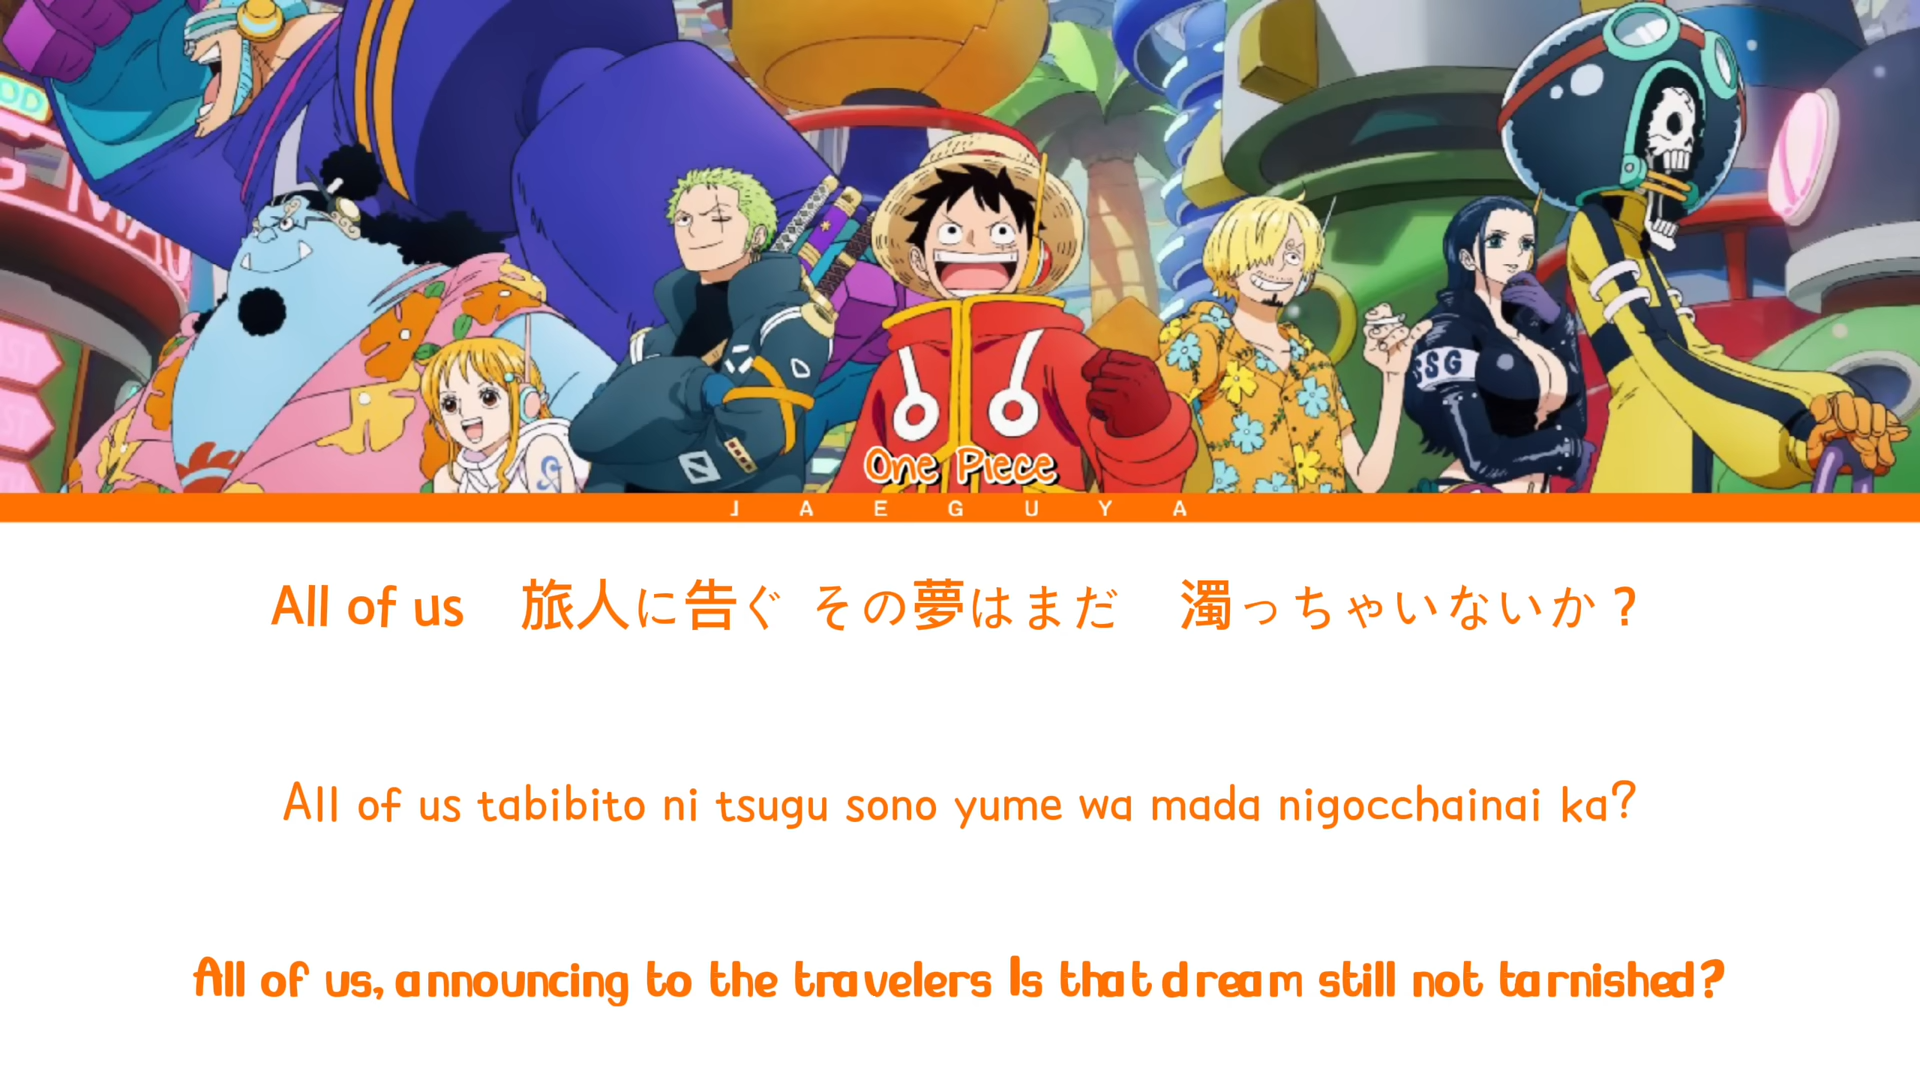 SSG
One Piece
JAEGUYA
All of us　旅人に告ぐ その夢はまだ　濁っちゃいないか？
All of us tabibito ni tsugu sono yume wa mada nigocchainai ka?
All of us, announcing to the travelers Is that dream still not tarnished?